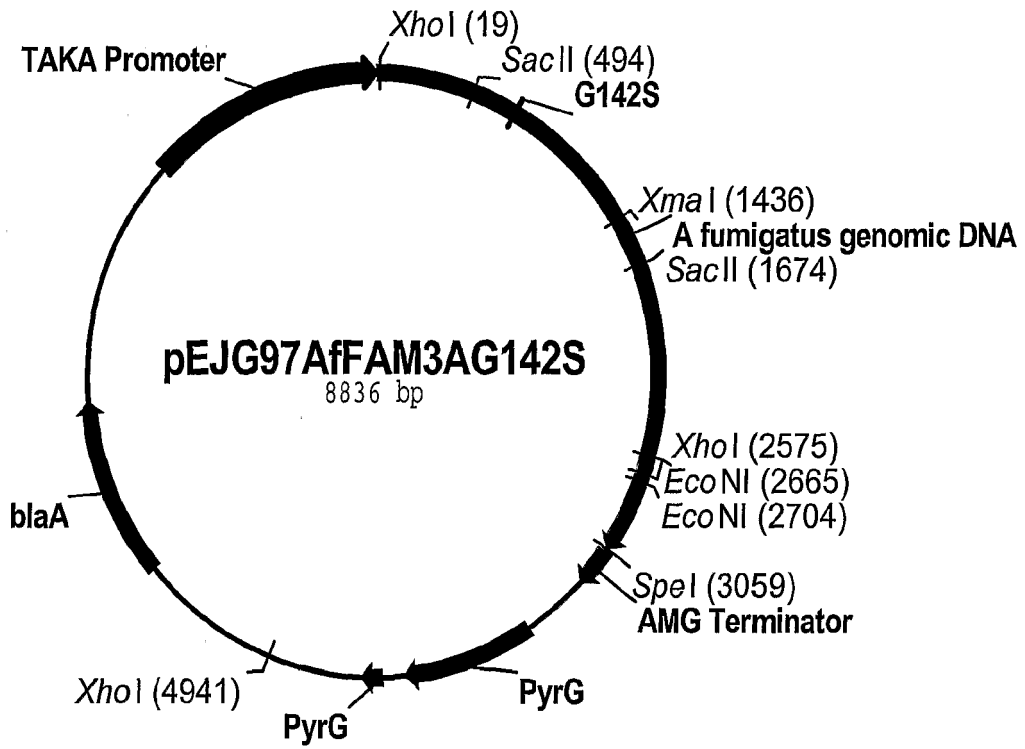 XhoI (19)
TAKA Promoter
SacII (494)
G142S
XmaI (1436)
A fumigatus genomic DNA
SacII (1674)
pEJG97AfFAM3AG142S
8836 bp
XhoI (2575)
EcoNI (2665)
EcoNI (2704)
blaA
SpeI (3059)
AMG Terminator
XhoI (4941)
PyrG
PyrG